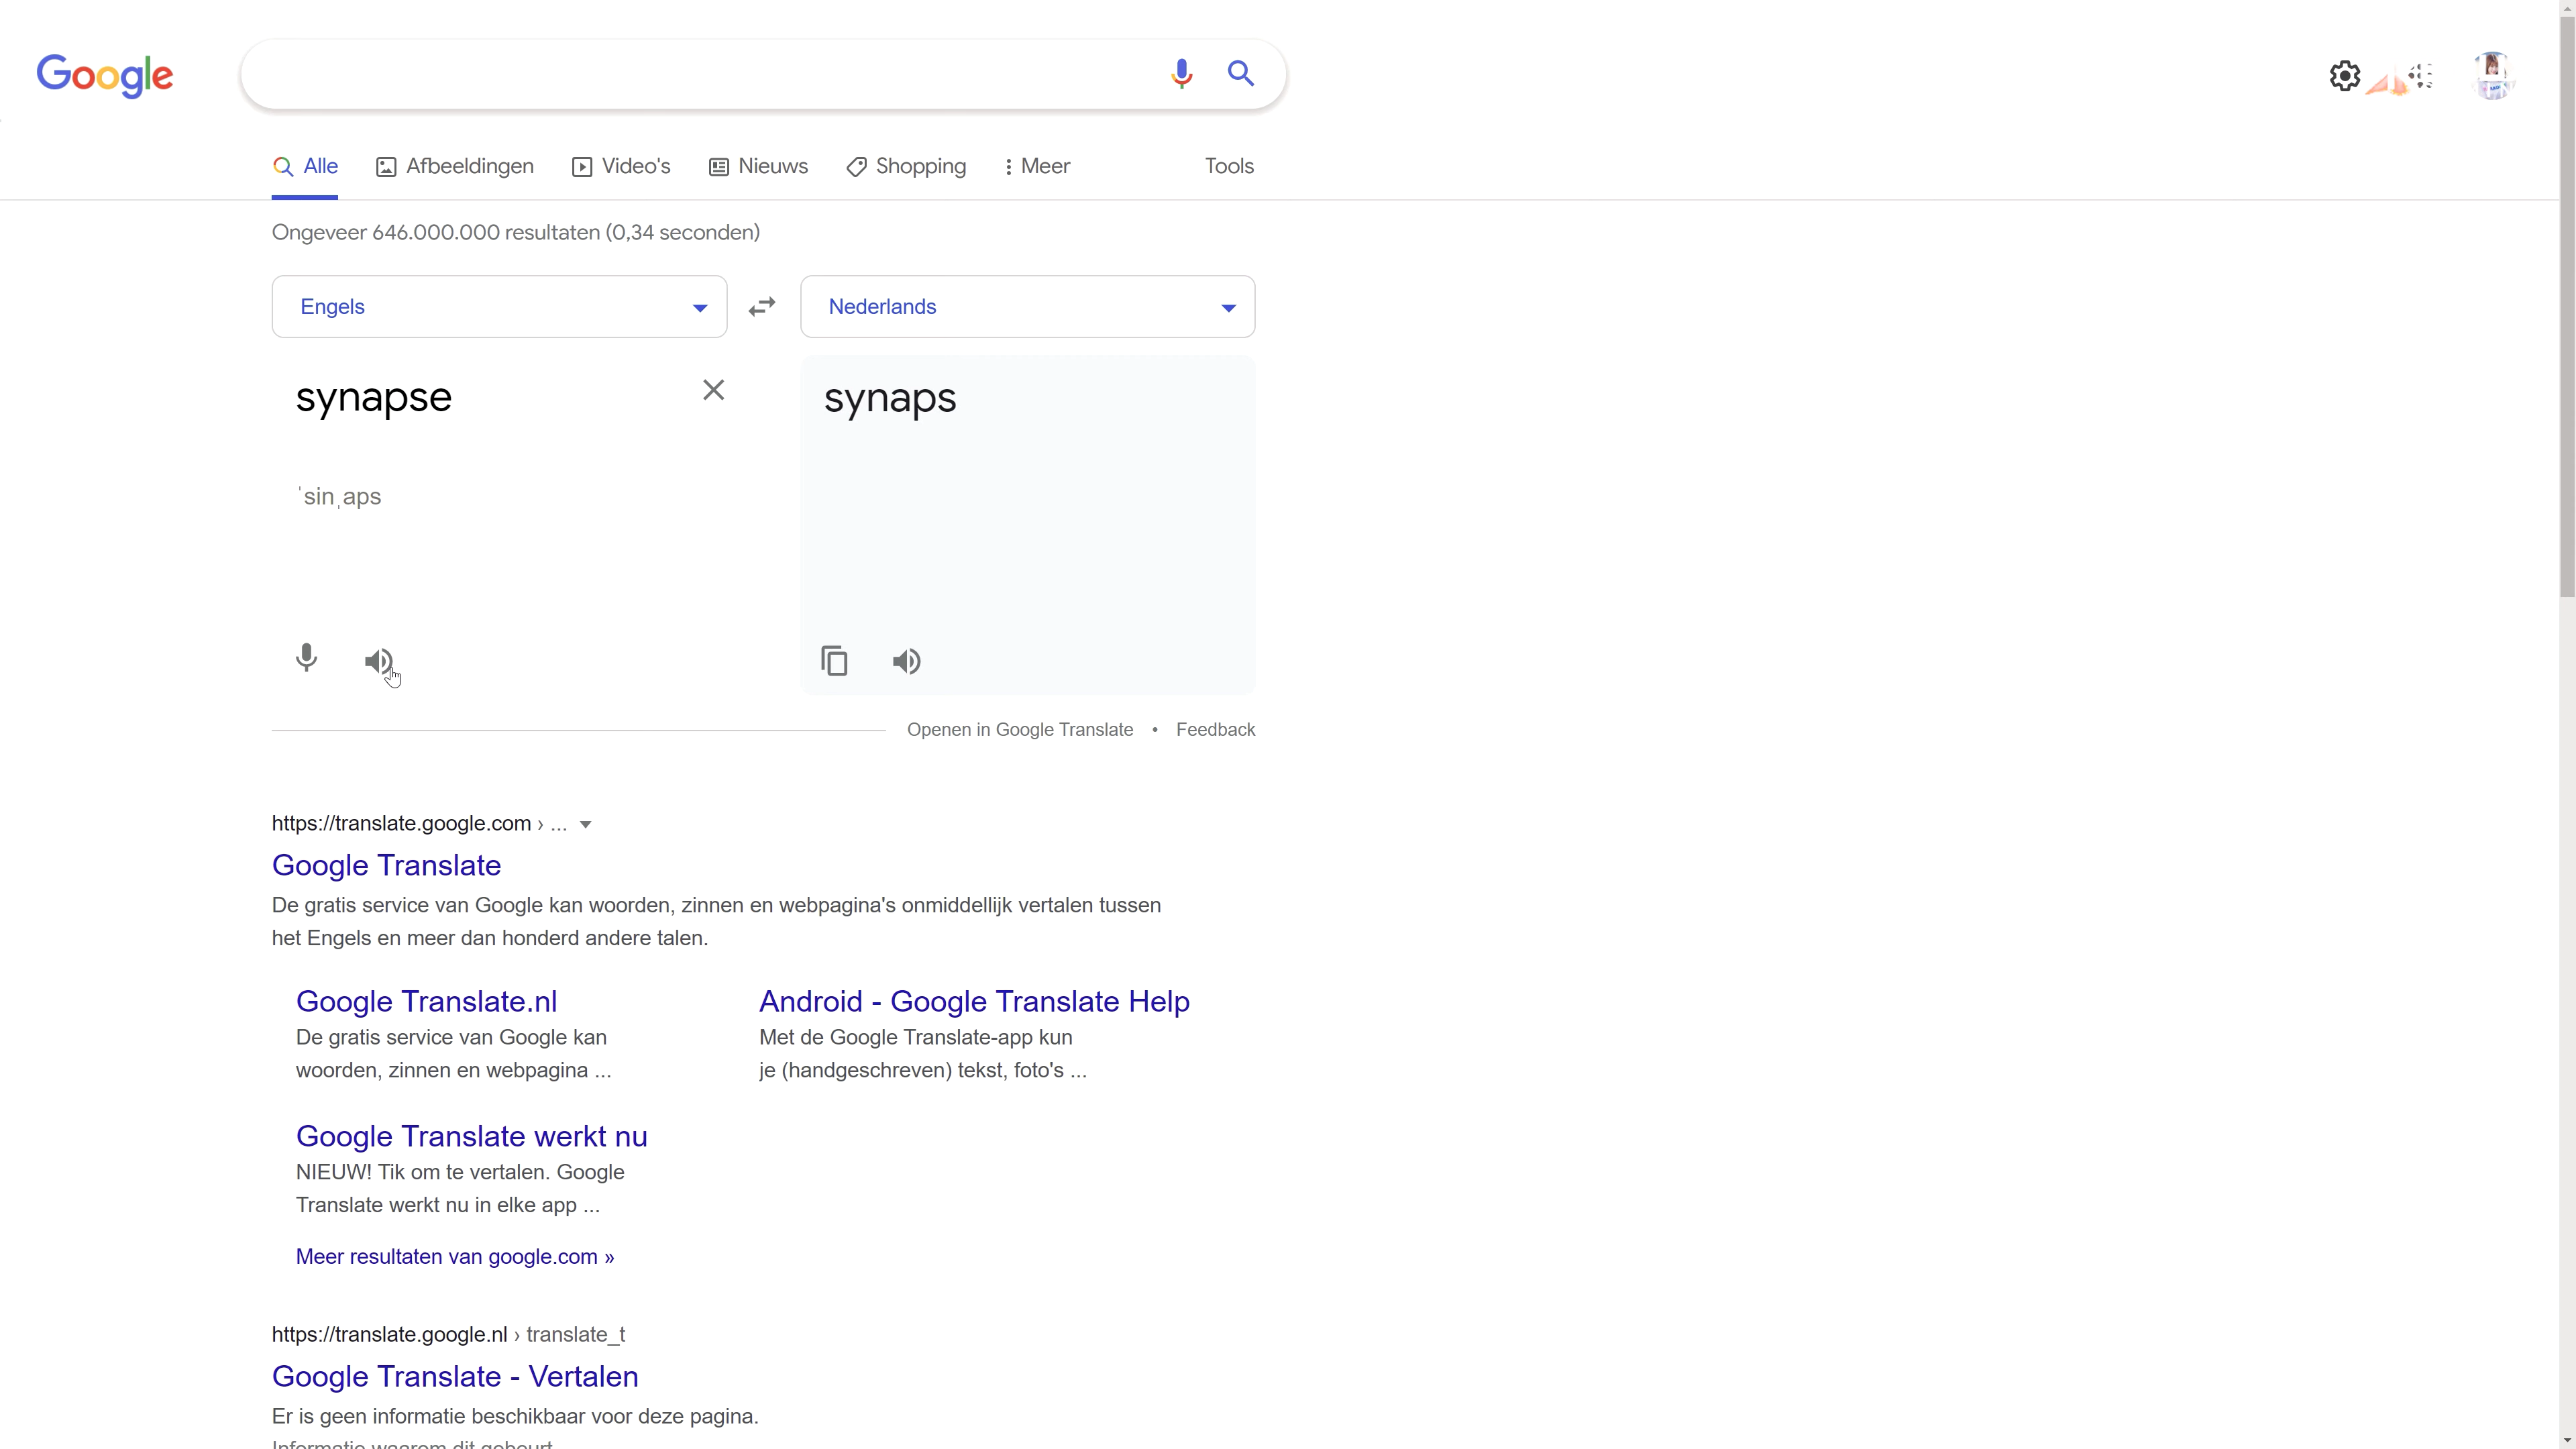 Google
Alle Afbeeldingen Video's Nieuws Shopping Meer Tools
Ongeveer 646.000.000 resultaten (0,34 seconden)
Engels Nederlands
synapse synaps
ˈsinˌaps
Openen in Google Translate • Feedback
https://translate.google.com › ...
Google Translate
De gratis service van Google kan woorden, zinnen en webpagina's onmiddellijk vertalen tussen
het Engels en meer dan honderd andere talen.
Google Translate.nl
De gratis service van Google kan
woorden, zinnen en webpagina ...
Android - Google Translate Help
Met de Google Translate-app kun
je (handgeschreven) tekst, foto's ...
Google Translate werkt nu
NIEUW! Tik om te vertalen. Google
Translate werkt nu in elke app ...
Meer resultaten van google.com »
https://translate.google.nl › translate_t
Google Translate - Vertalen
Er is geen informatie beschikbaar voor deze pagina.
Informatie waarom dit gebeurt